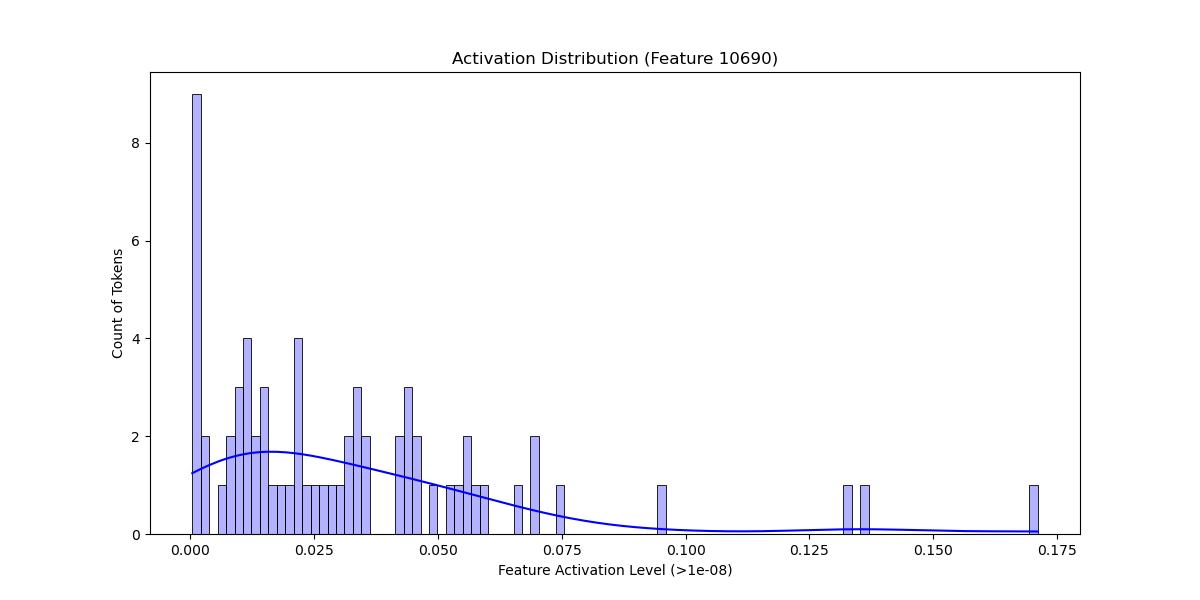 Activation Distribution (Feature 10690)
Count of Tokens
8
6
4
2
0
0.000 0.025 0.050 0.075 0.100 0.125 0.150 0.175
Feature Activation Level (>1e-08)